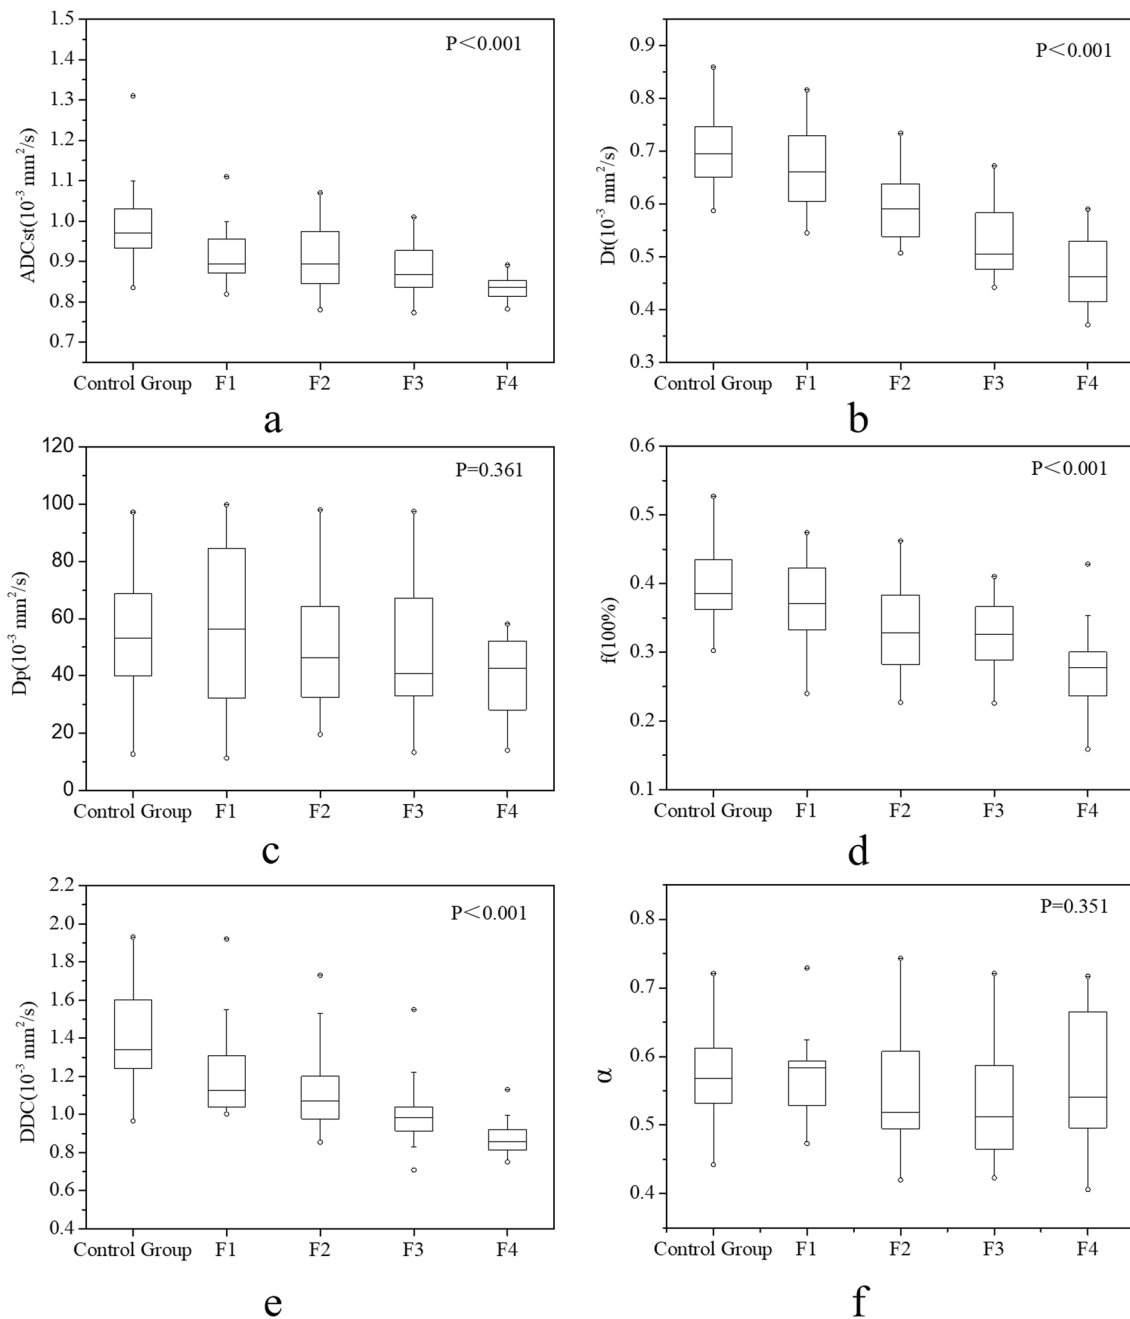 1.5
1.4
1.3
1.2
1.1
1.0
0.9
0.8
0.7
ADCst(10⁻³ mm²/s)
P<0.001
Control Group F1 F2 F3 F4
a
0.9
0.8
0.7
0.6
0.5
0.4
0.3
Dt(10⁻³ mm²/s)
P<0.001
Control Group F1 F2 F3 F4
b
120
100
80
60
40
20
0
Dp(10⁻³ mm²/s)
P=0.361
Control Group F1 F2 F3 F4
c
0.6
0.5
0.4
0.3
0.2
0.1
f(100%)
P<0.001
Control Group F1 F2 F3 F4
d
2.2
2.0
1.8
1.6
1.4
1.2
1.0
0.8
0.6
0.4
DDC(10⁻³ mm²/s)
P<0.001
Control Group F1 F2 F3 F4
e
0.8
0.7
0.6
0.5
0.4
α
P=0.351
Control Group F1 F2 F3 F4
f